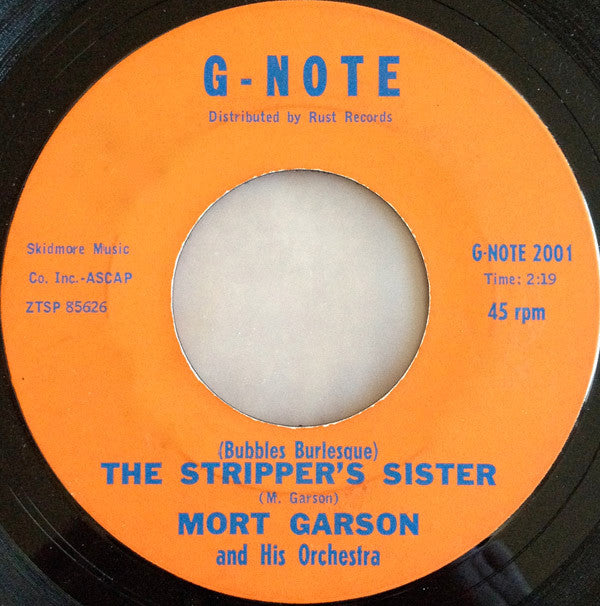 G-NOTE
Distributed by Rust Records
Skidmore Music
Co. Inc.-ASCAP
ZTSP 85626
G-NOTE 2001
Time: 2:19
45 rpm
(Bubbles Burlesque)
THE STRIPPER'S SISTER
(M. Garson)
MORT GARSON
and His Orchestra